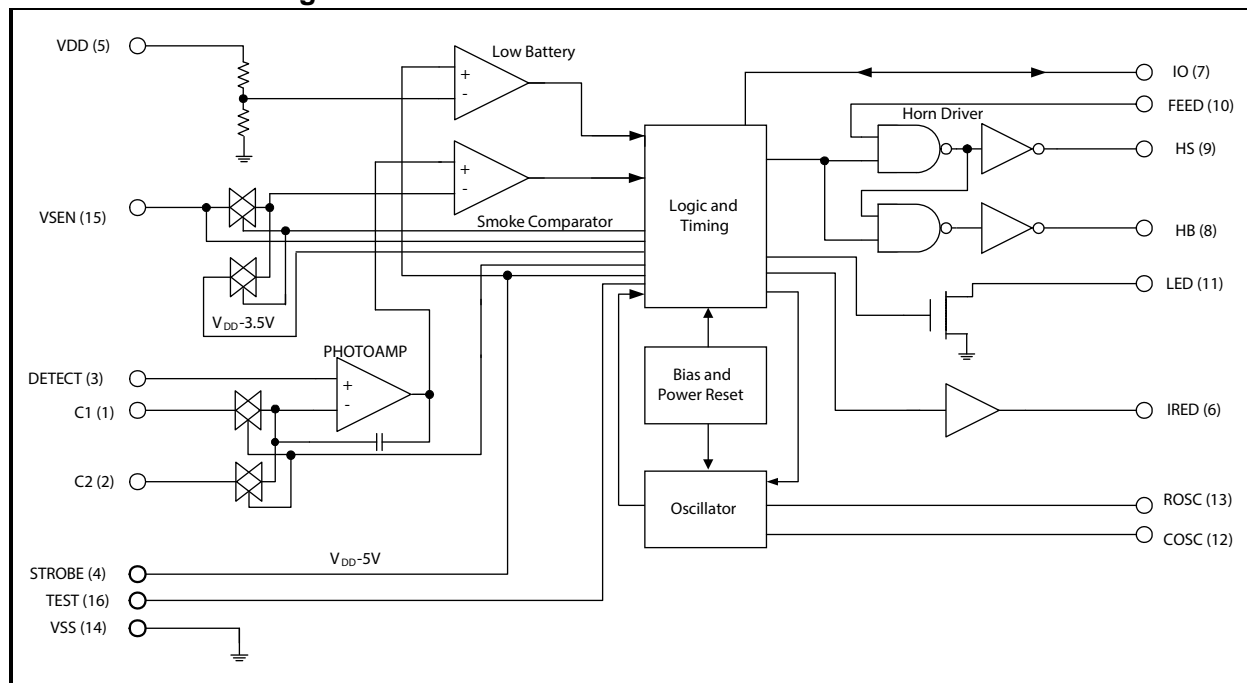 VDD (5)
Low Battery
+
-
IO (7)
FEED (10)
Horn Driver
HS (9)
+
-
VSEN (15)
Smoke Comparator
Logic and
Timing
HB (8)
LED (11)
VDD-3.5V
PHOTOAMP
DETECT (3)
+
-
C1 (1)
Bias and
Power Reset
IRED (6)
C2 (2)
Oscillator
ROSC (13)
COSC (12)
VDD-5V
STROBE (4)
TEST (16)
VSS (14)